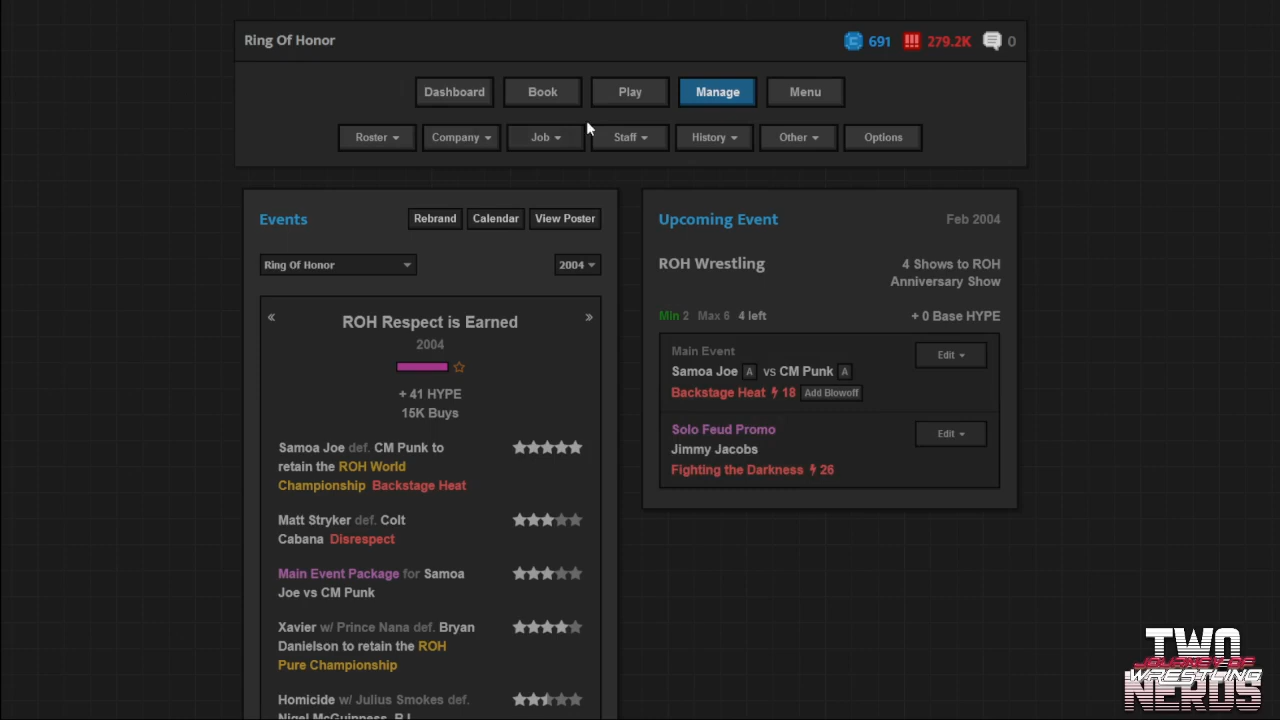 Ring Of Honor
691 279.2K 0
Dashboard Book Play Manage Menu
Roster Company Job Staff History Other Options
Events Rebrand Calendar View Poster
Ring Of Honor 2004
« ROH Respect is Earned »
2004
+ 41 HYPE
15K Buys
Samoa Joe def. CM Punk to
retain the ROH World
Championship Backstage Heat
Matt Stryker def. Colt
Cabana Disrespect
Main Event Package for Samoa
Joe vs CM Punk
Xavier w/ Prince Nana def. Bryan
Danielson to retain the ROH
Pure Championship
Homicide w/ Julius Smokes def.
Nigel McGuinness, B.J.
Upcoming Event Feb 2004
ROH Wrestling 4 Shows to ROH
Anniversary Show
Min 2 Max 6 4 left + 0 Base HYPE
Main Event Edit
Samoa Joe A vs CM Punk A
Backstage Heat 18 Add Blowoff
Solo Feud Promo Edit
Jimmy Jacobs
Fighting the Darkness 26
TWO
JOURNEY OF
WRESTLING
NERDS